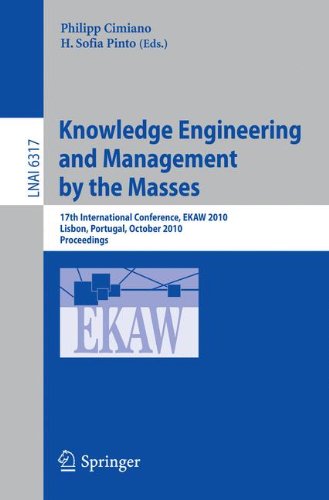 Philipp Cimiano
H. Sofia Pinto (Eds.)
LNAI 6317
Knowledge Engineering
and Management
by the Masses
17th International Conference, EKAW 2010
Lisbon, Portugal, October 2010
Proceedings
EKAW
Springer